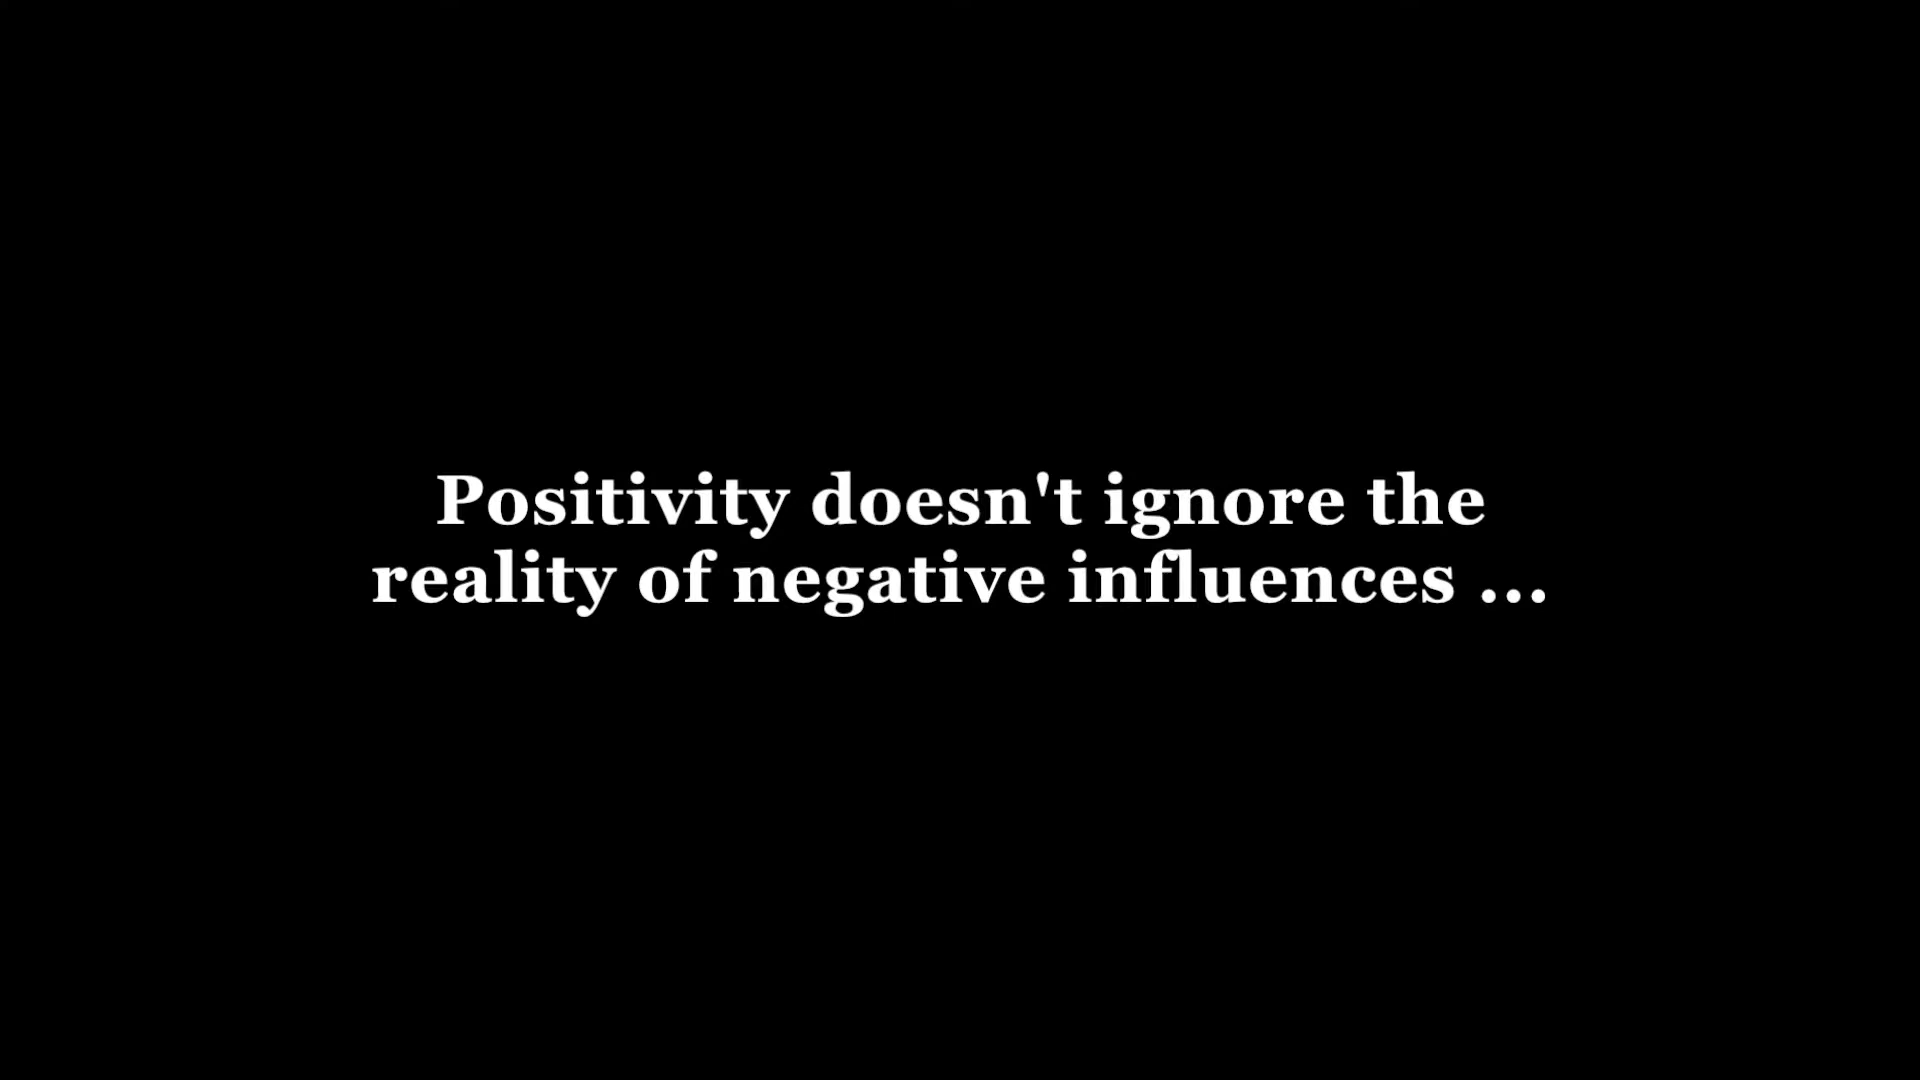 Positivity doesn't ignore the
reality of negative influences ...